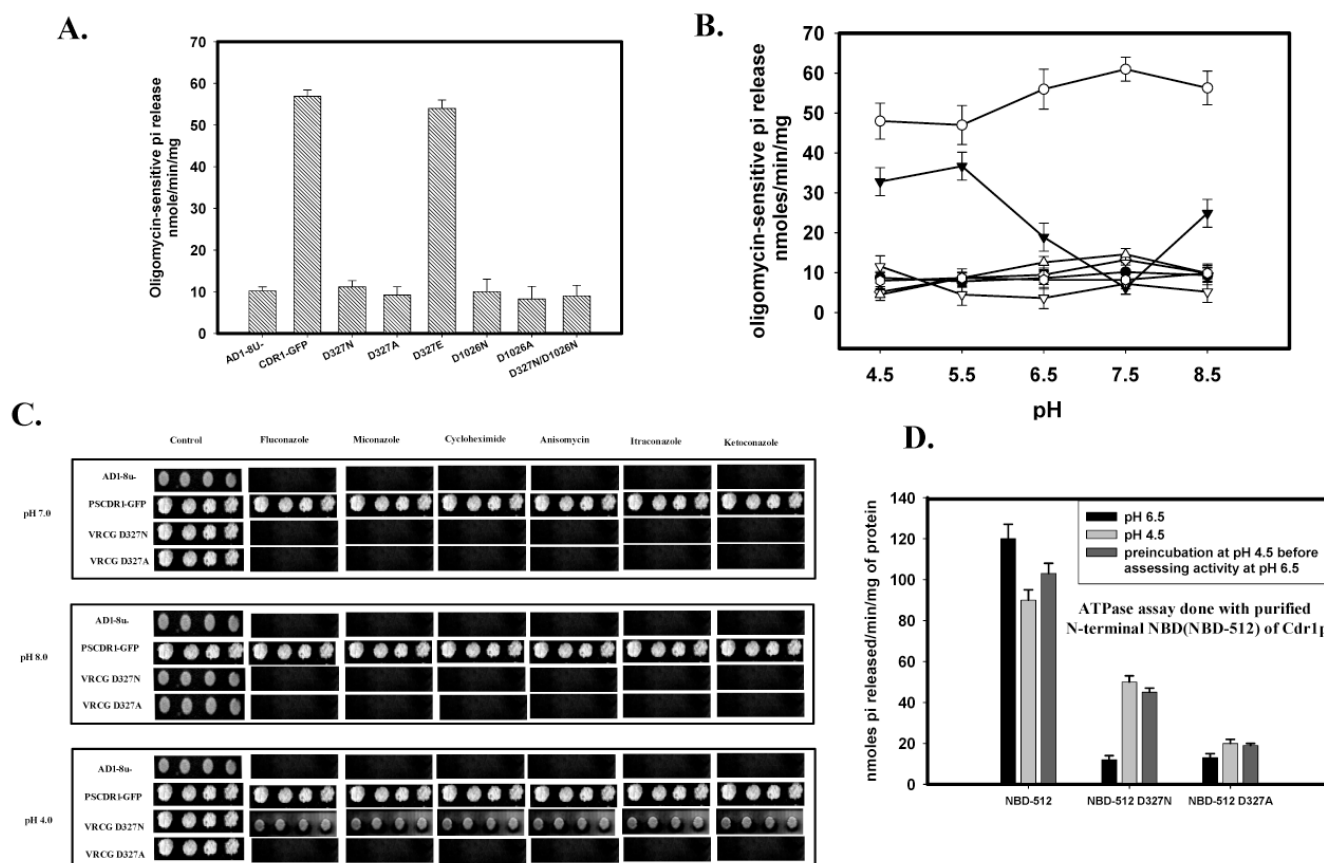 A.
Oligomycin-sensitive pi release
nmole/min/mg
70
60
50
40
30
20
10
0
AD1-8U-
CDR1-GFP
D327N
D327A
D327E
D1026N
D1026A
D327N/D1026N
B.
oligomycin-sensitive pi release
nmoles/min/mg
70
60
50
40
30
20
10
0
4.5 5.5 6.5 7.5 8.5
pH
C.
Control Fluconazole Miconazole Cycloheximide Anisomycin Itraconazole Ketoconazole
pH 7.0
AD1-8u-
PSCDR1-GFP
VRCG D327N
VRCG D327A
pH 8.0
AD1-8u-
PSCDR1-GFP
VRCG D327N
VRCG D327A
pH 4.0
AD1-8u-
PSCDR1-GFP
VRCG D327N
VRCG D327A
D.
nmoles pi released/min/mg of protein
140
120
100
80
60
40
20
0
pH 6.5
pH 4.5
preincubation at pH 4.5 before
assessing activity at pH 6.5
ATPase assay done with purified
N-terminal NBD(NBD-512) of Cdr1p
NBD-512 NBD-512 D327N NBD-512 D327A